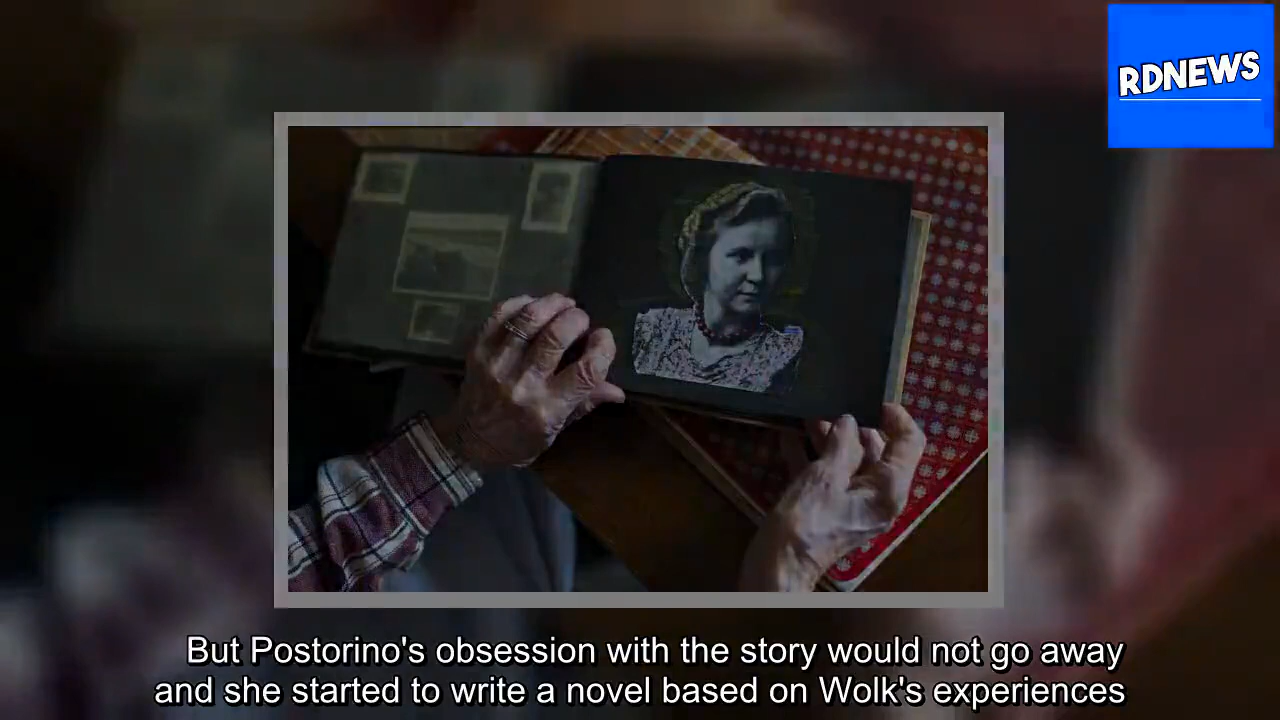 RDNEWS
But Postorino's obsession with the story would not go away
and she started to write a novel based on Wolk's experiences